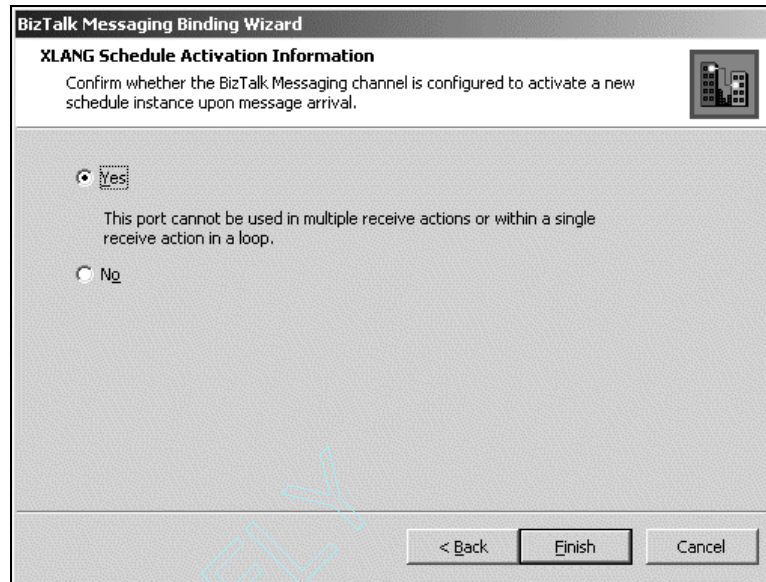 BizTalk Messaging Binding Wizard
XLANG Schedule Activation Information
Confirm whether the BizTalk Messaging channel is configured to activate a new
schedule instance upon message arrival.
Yes
This port cannot be used in multiple receive actions or within a single
receive action in a loop.
No
< Back
Finish
Cancel